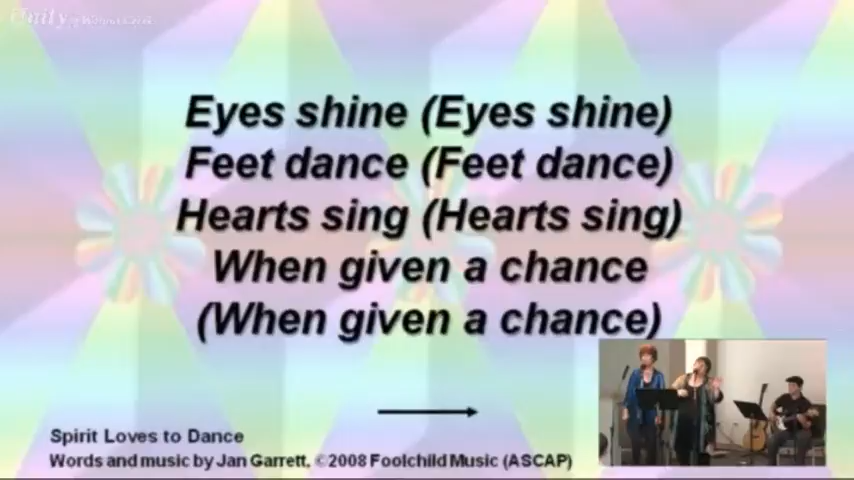 Unity
Eyes shine (Eyes shine)
Feet dance (Feet dance)
Hearts sing (Hearts sing)
When given a chance
(When given a chance)
Spirit Loves to Dance
Words and music by Jan Garrett, ©2008 Foolchild Music (ASCAP)